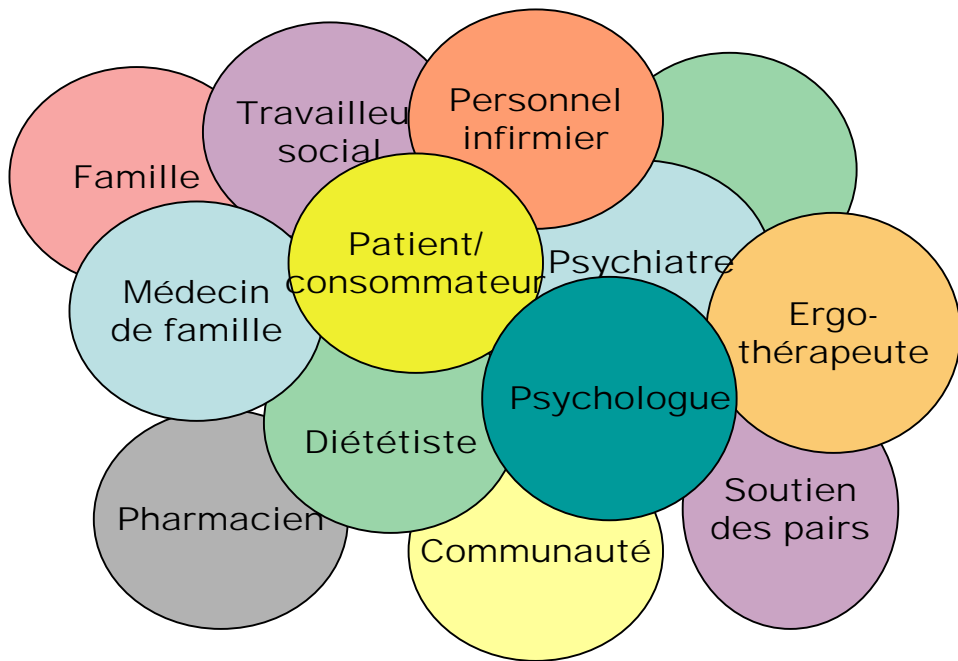 Famille
Travailleu
social
Personnel
infirmier
Patient/
consommateur
Psychiatre
Médecin
de famille
Ergo-
thérapeute
Psychologue
Diététiste
Pharmacien
Communauté
Soutien
des pairs